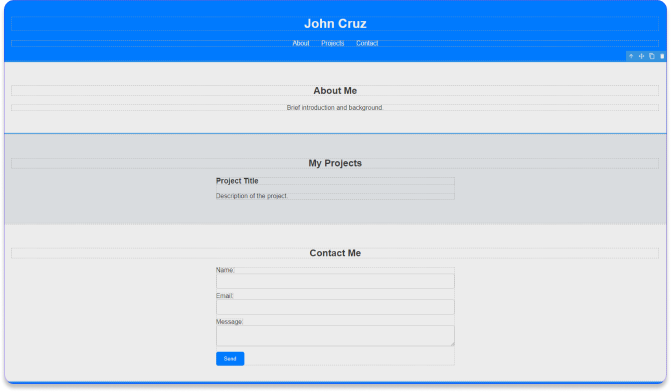 John Cruz
About Projects Contact
About Me
Brief introduction and background.
My Projects
Project Title
Description of the project.
Contact Me
Name:
Email:
Message:
Send